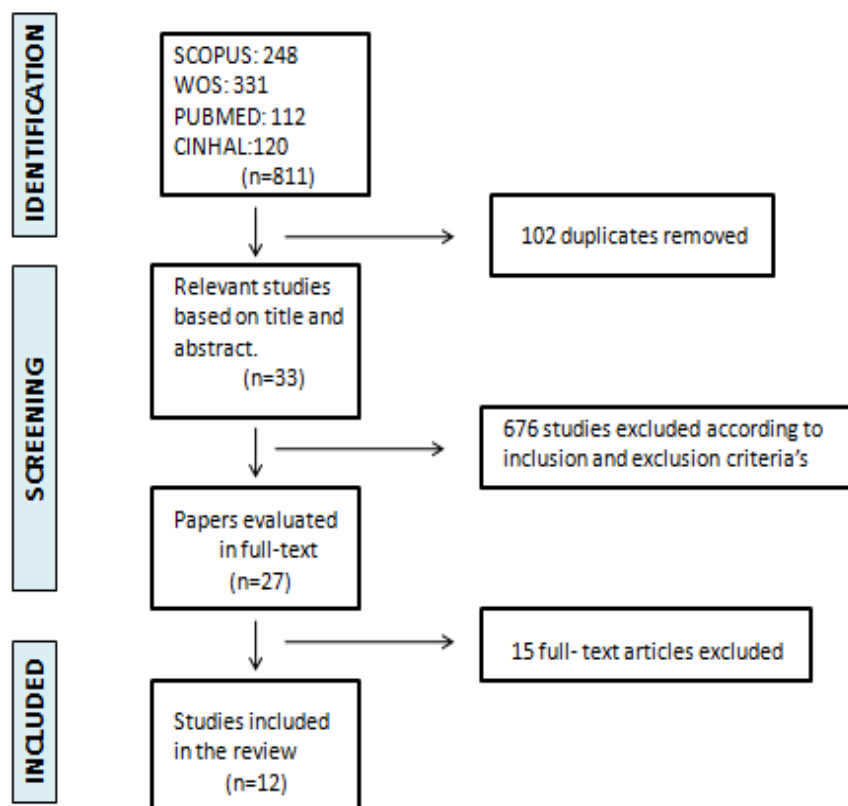 IDENTIFICATION
SCOPUS: 248
WOS: 331
PUBMED: 112
CINHAL:120
(n=811)
102 duplicates removed
SCREENING
Relevant studies
based on title and
abstract.
(n=33)
676 studies excluded according to
inclusion and exclusion criteria's
Papers evaluated
in full-text
(n=27)
15 full- text articles excluded
INCLUDED
Studies included
in the review
(n=12)